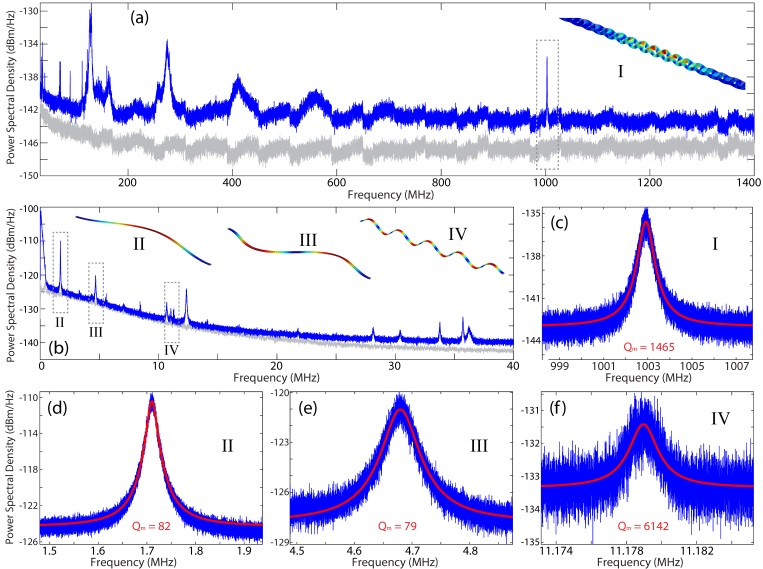 (a)
I
Power Spectral Density (dBm/Hz)
-130
-134
-138
-142
-146
-150
200 400 600 800 1000 1200 1400
Frequency (MHz)
(b)
II III IV
Power Spectral Density (dBm/Hz)
-100
-110
-120
-130
-140
II III IV
0 10 20 30 40
Frequency (MHz)
(c)
I
-135
-138
-141
-144
Qm = 1465
999 1001 1003 1005 1007
Frequency (MHz)
(d)
II
Power Spectral Density (dBm/Hz)
-110
-114
-118
-122
-126
Qm = 82
1.5 1.6 1.7 1.8 1.9
Frequency (MHz)
(e)
III
-120
-123
-126
-129
Qm = 79
4.5 4.6 4.7 4.8
Frequency (MHz)
(f)
IV
-131
-132
-133
-134
-135
Qm = 6142
11.174 11.178 11.182
Frequency (MHz)